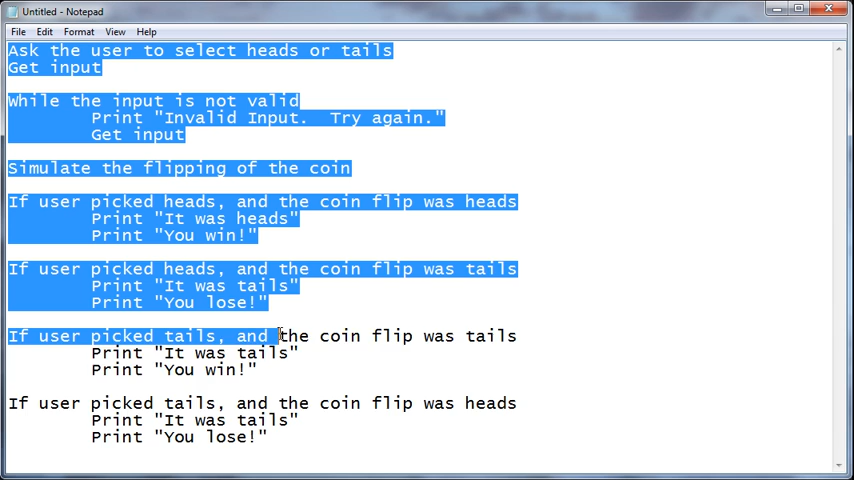 Untitled - Notepad
File Edit Format View Help
Ask the user to select heads or tails
Get input
While the input is not valid
Print "Invalid Input.  Try again."
Get input
Simulate the flipping of the coin
If user picked heads, and the coin flip was heads
Print "It was heads"
Print "You win!"
If user picked heads, and the coin flip was tails
Print "It was tails"
Print "You lose!"
If user picked tails, and the coin flip was tails
Print "It was tails"
Print "You win!"
If user picked tails, and the coin flip was heads
Print "It was tails"
Print "You lose!"